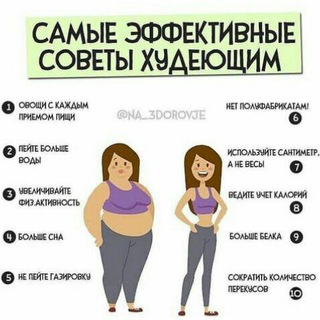 САМЫЕ ЭФФЕКТИВНЫЕ
СОВЕТЫ ХУДЕЮЩИМ
@NA_3DOROVJE
1 ОВОЩИ С КАЖДЫМ
ПРИЕМОМ ПИЩИ
2 ПЕЙТЕ БОЛЬШЕ
ВОДЫ
3 УВЕЛИЧИВАЙТЕ
ФИЗ.АКТИВНОСТЬ
4 БОЛЬШЕ СНА
5 НЕ ПЕЙТЕ ГАЗИРОВКУ
НЕТ ПОЛУФАБРИКАТАМ!
6
ИСПОЛЬЗУЙТЕ САНТИМЕТР,
А НЕ ВЕСЫ 7
ВЕДИТЕ УЧЕТ КАЛОРИЙ
8
БОЛЬШЕ БЕЛКА 9
СОКРАТИТЬ КОЛИЧЕСТВО
ПЕРЕКУСОВ 10